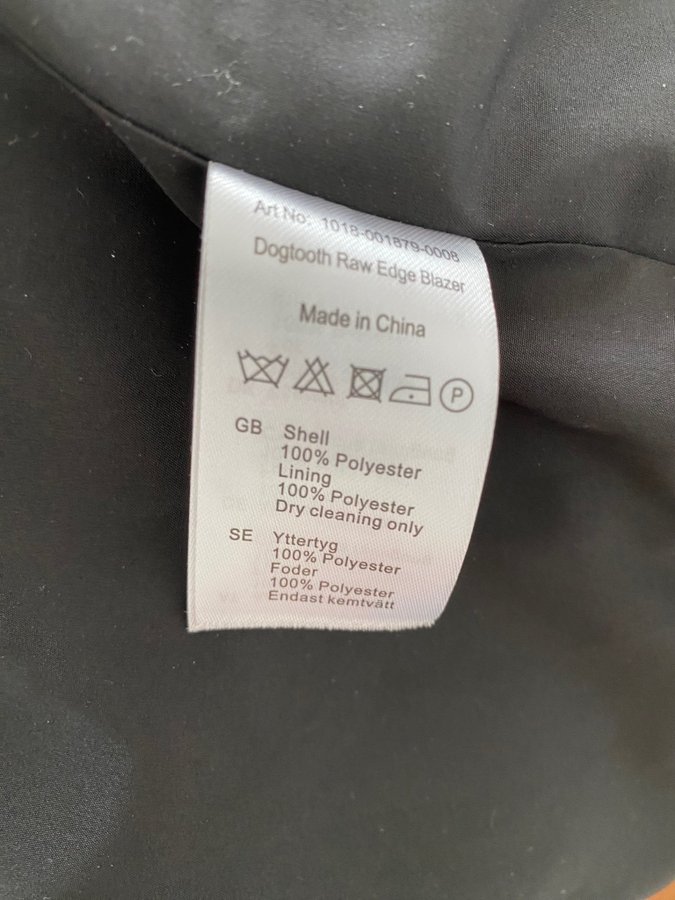 Art No: 1018-001879-0008
Dogtooth Raw Edge Blazer
Made in China
P
GB Shell
100% Polyester
Lining
100% Polyester
Dry cleaning only
SE Yttertyg
100% Polyester
Foder
100% Polyester
Endast kemtvätt